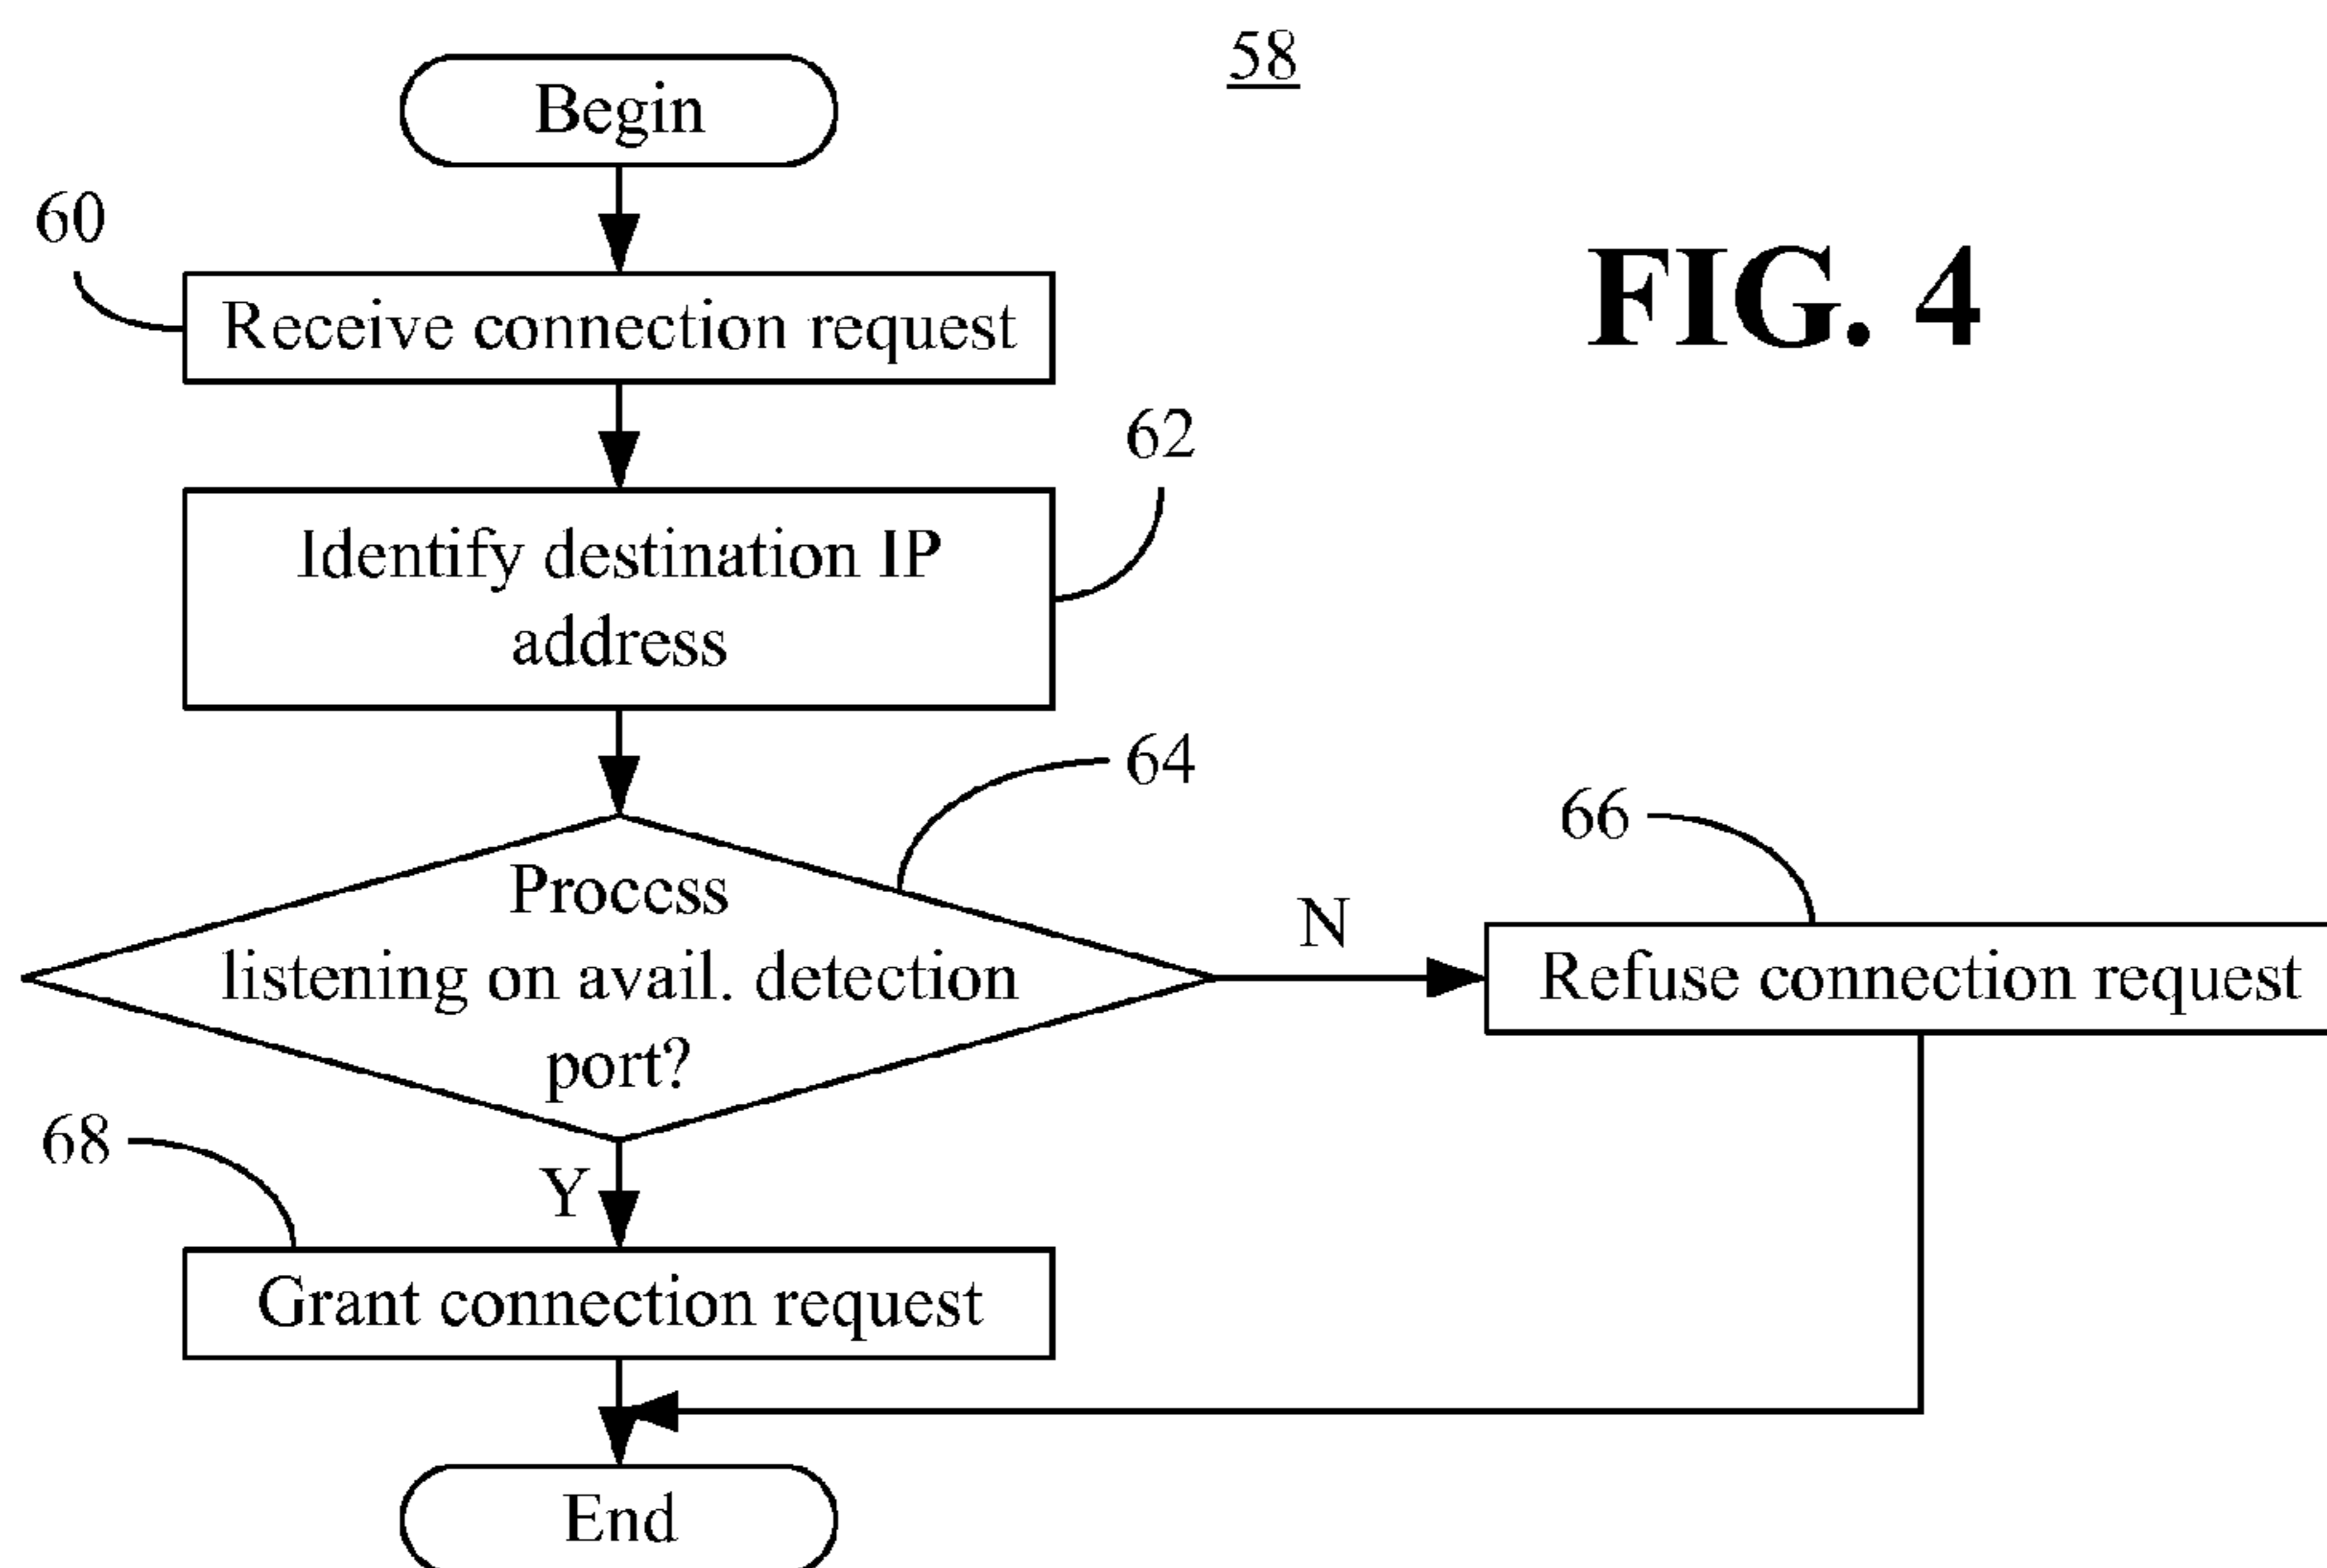 58
Begin
60
FIG. 4
Receive connection request
62
Identify destination IP
address
64
66
Process
listening on avail. detection
port?
N
Refuse connection request
68
Y
Grant connection request
End